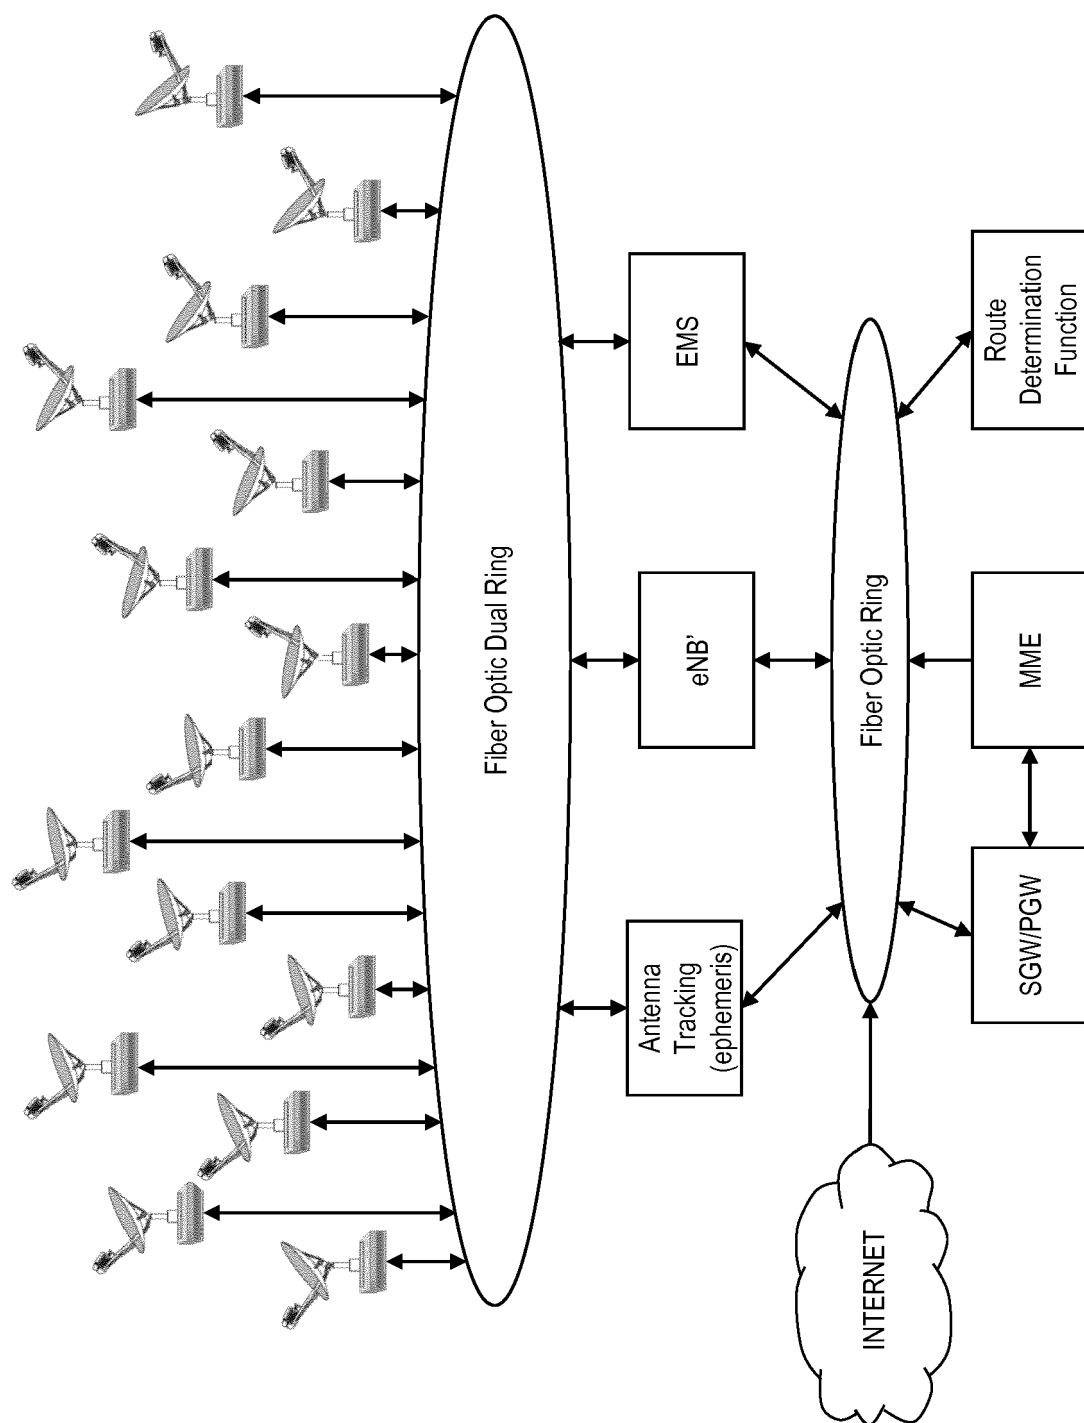 Fiber Optic Dual Ring
Antenna
Tracking
(ephemeris)
eNB'
EMS
Fiber Optic Ring
INTERNET
SGW/PGW
MME
Route
Determination
Function